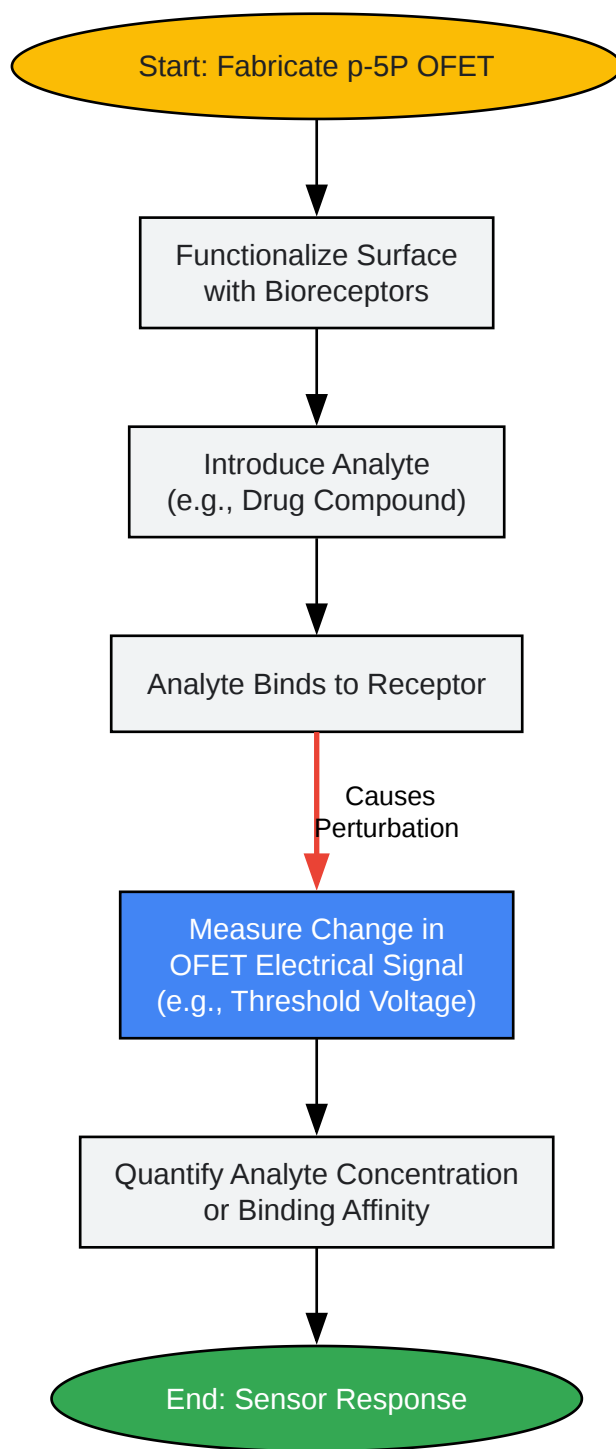 Start: Fabricate p-5P OFET
Functionalize Surface
with Bioreceptors
Introduce Analyte
(e.g., Drug Compound)
Analyte Binds to Receptor
Causes
Perturbation
Measure Change in
OFET Electrical Signal
(e.g., Threshold Voltage)
Quantify Analyte Concentration
or Binding Affinity
End: Sensor Response